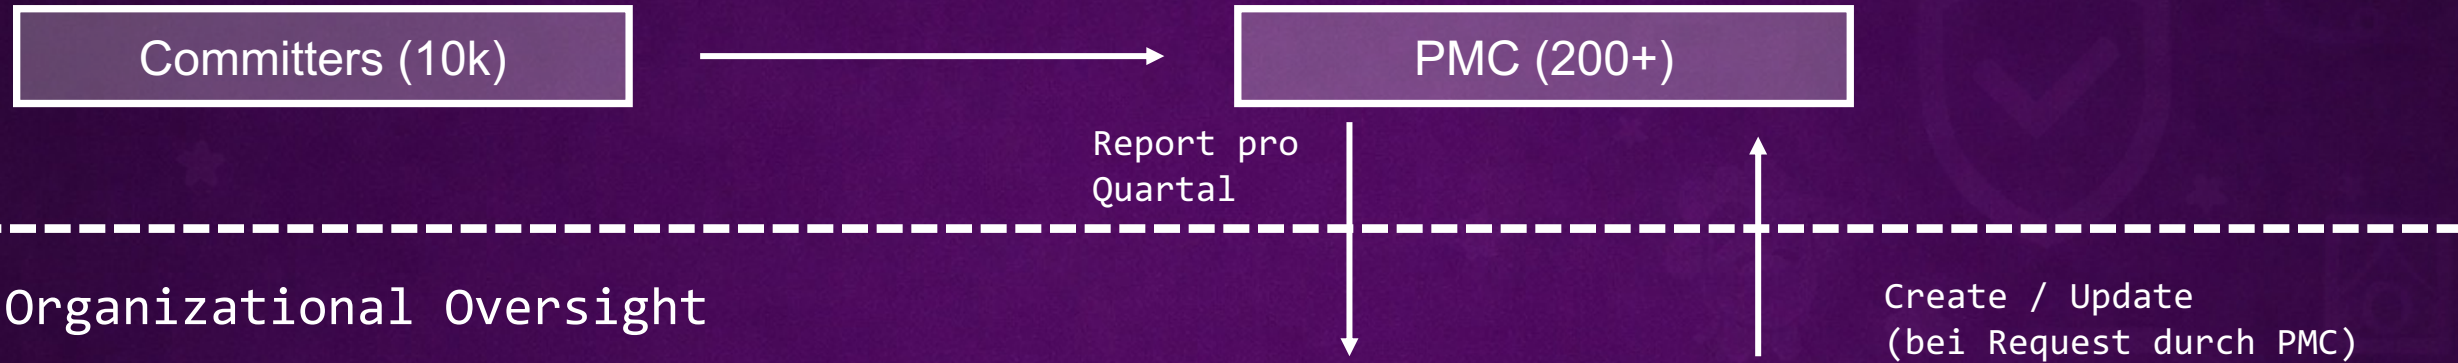 Committers (10k)
PMC (200+)
Report pro
Quartal
Organizational Oversight
Create / Update
(bei Request durch PMC)